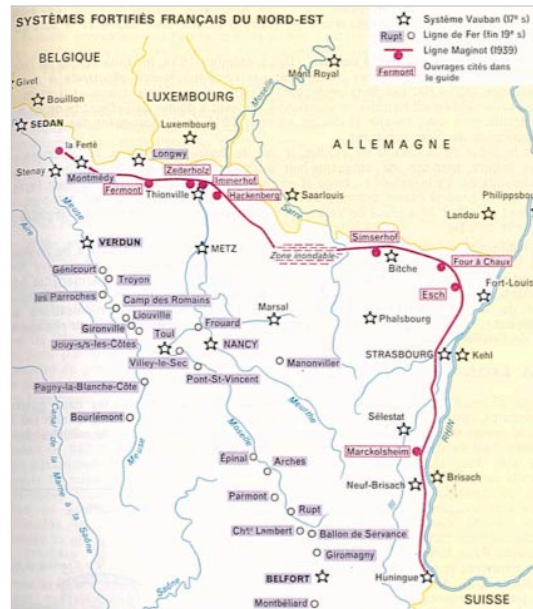 SYSTÈMES FORTIFIÉS FRANÇAIS DU NORD-EST
Système Vauban (17e s)
Rupt Ligne de Fer (fin 19e s)
Ligne Maginot (1939)
Fermont Ouvrages cités dans
le guide
BELGIQUE
Givet
Bouillon
LUXEMBOURG
Mont Royal
Moselle
SEDAN
Luxembourg
ALLEMAGNE
la Ferté
Longwy
Stenay
Montmédy
Fermont
Zeiterholz
Immerhof
Hackenberg
Thionville
Saarlouis
Sarre
Philippsbourg
Landau
Meuse
Aire
VERDUN
METZ
Simserhof
Zone inondable
Bitche
Four à Chaux
Esch
Fort-Louis
Génicourt
Troyon
les Parroches
Camp des Romains
Liouville
Gironville
Jouy-s/s-les-Côtes
Toul
Frouard
Marsal
Phalsbourg
NANCY
STRASBOURG
Kehl
Villey-le-Sec
Manonviller
Pont-St-Vincent
Pagny-la-Blanche-Côte
Bourlémont
Meuse
Meurthe
Moselle
Canal de la Marne à la Saône
Sélestat
RHIN
Marckolsheim
Épinal
Arches
Parmont
Rupt
Neuf-Brisach
Brisach
Chau Lambert
Ballon de Servance
Giromagny
BELFORT
Huningue
Saône
Montbéliard
SUISSE